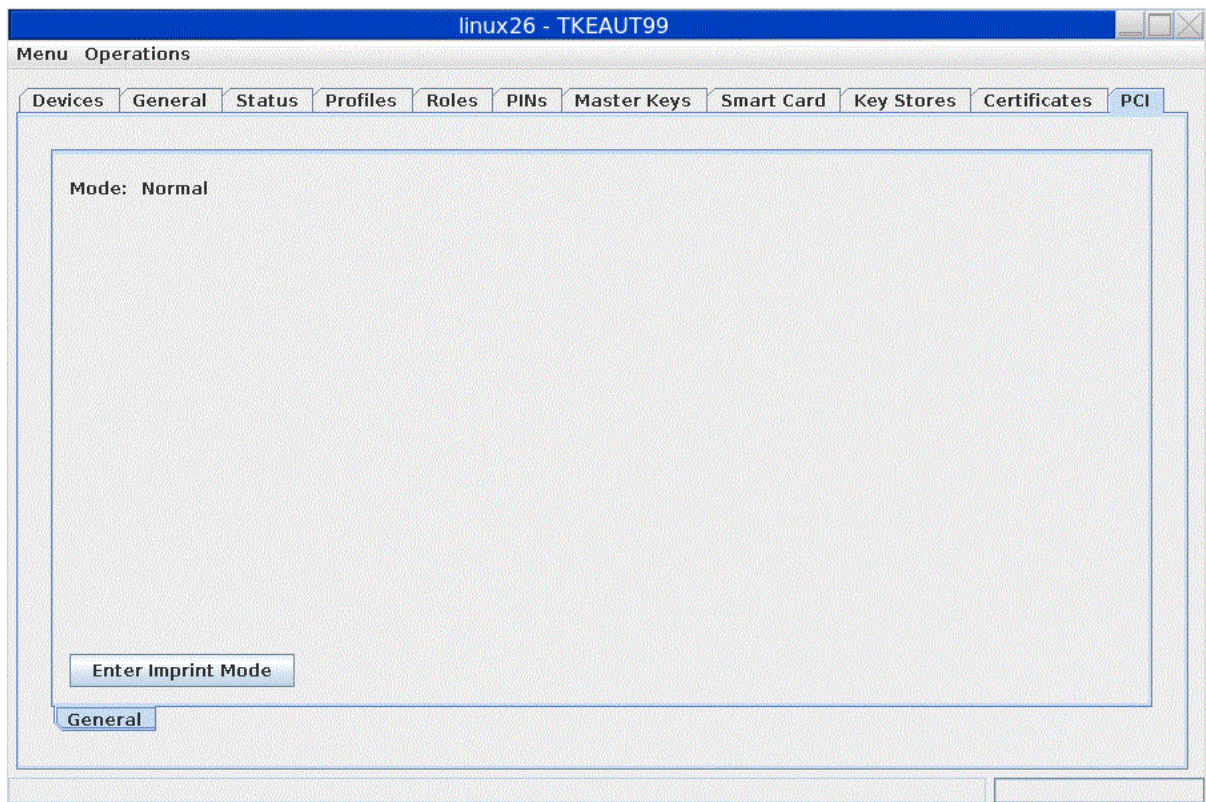 linux26 - TKEAUT99
Menu Operations
Devices General Status Profiles Roles PINs Master Keys Smart Card Key Stores Certificates PCI
Mode: Normal
Enter Imprint Mode
General